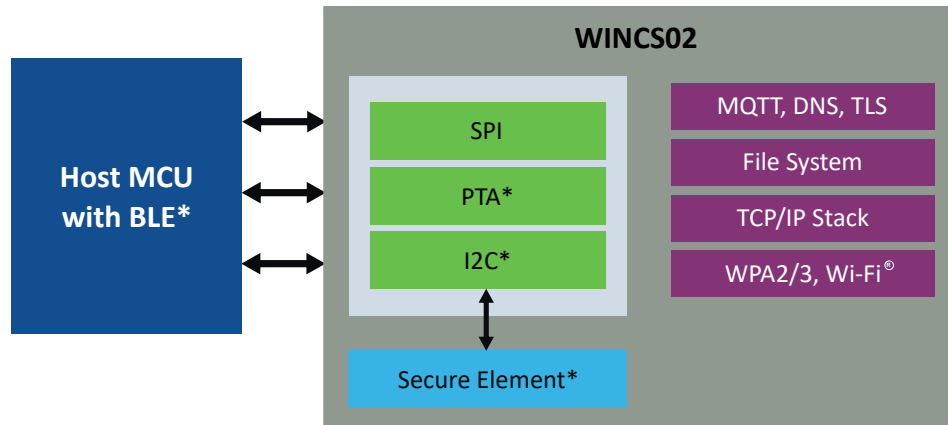 WINCS02
Host MCU
with BLE*
SPI
PTA*
I2C*
Secure Element*
MQTT, DNS, TLS
File System
TCP/IP Stack
WPA2/3, Wi-Fi®